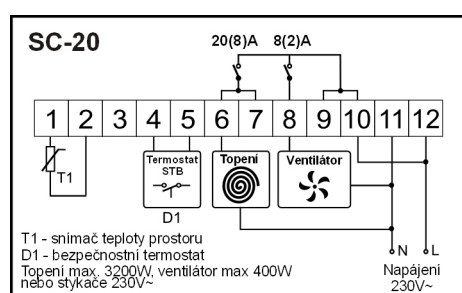 SC-20
20(8)A 8(2)A
1 2 3 4 5 6 7 8 9 10 11 12
T1
Termostat
STB
Topení
Ventilátor
D1
T1 - snímač teploty prostoru
D1 - bezpečnostní termostat
Topení max. 3200W, ventilátor max 400W
nebo stykače 230V~
N L
Napájení
230V~